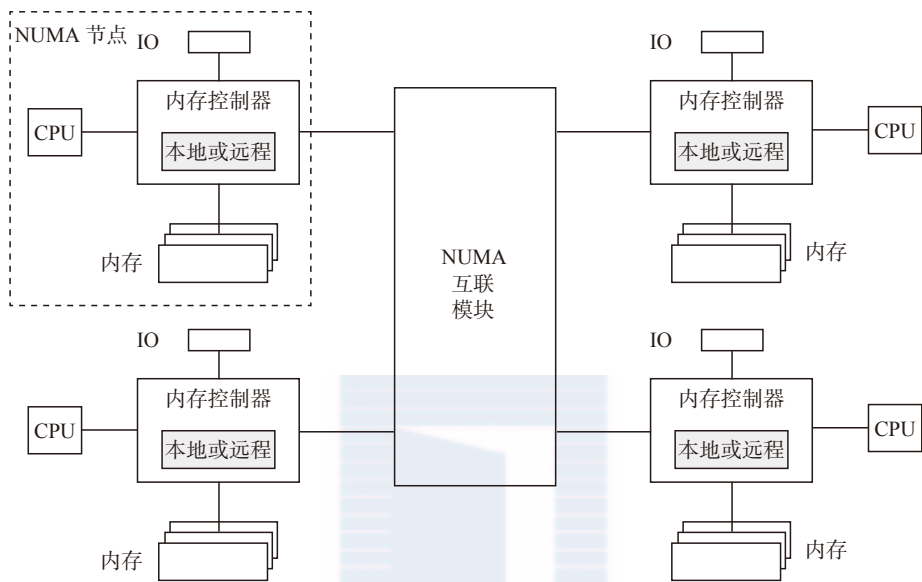 NUMA 节点
IO
内存控制器
CPU
本地或远程
内存
IO
内存控制器
CPU
本地或远程
内存
NUMA
互联
模块
IO
内存控制器
CPU
本地或远程
内存
IO
内存控制器
CPU
本地或远程
内存